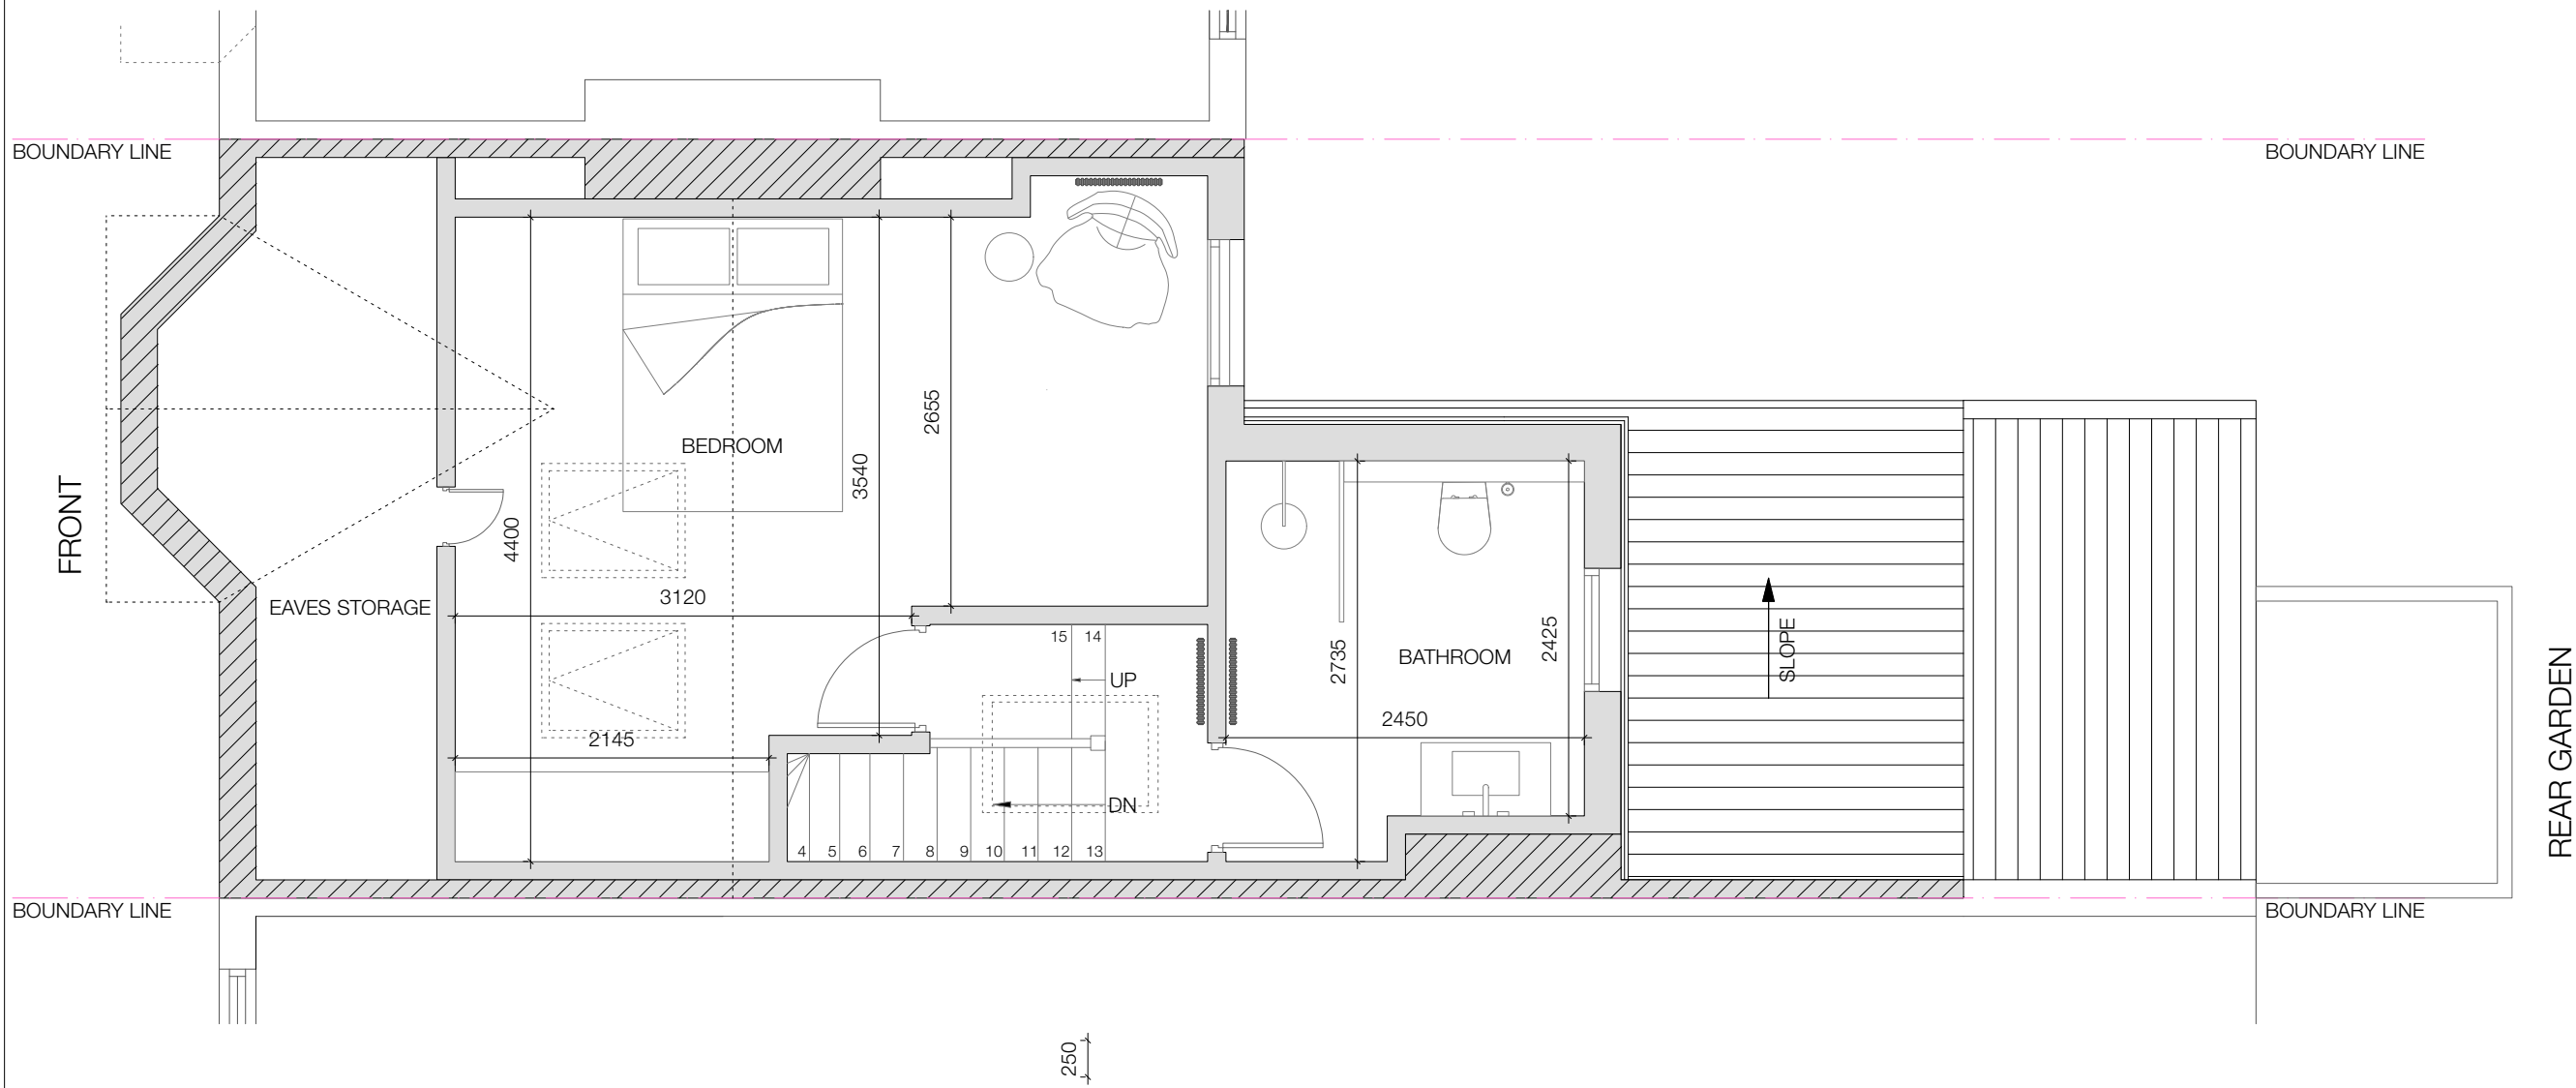 BOUNDARY LINE
BOUNDARY LINE
FRONT
EAVES STORAGE
BEDROOM
4400
3540
2655
3120
2145
15 14
UP
DN
4 5 6 7 8 9 10 11 12 13
2735
BATHROOM
2425
2450
SLOPE
REAR GARDEN
BOUNDARY LINE
BOUNDARY LINE
250